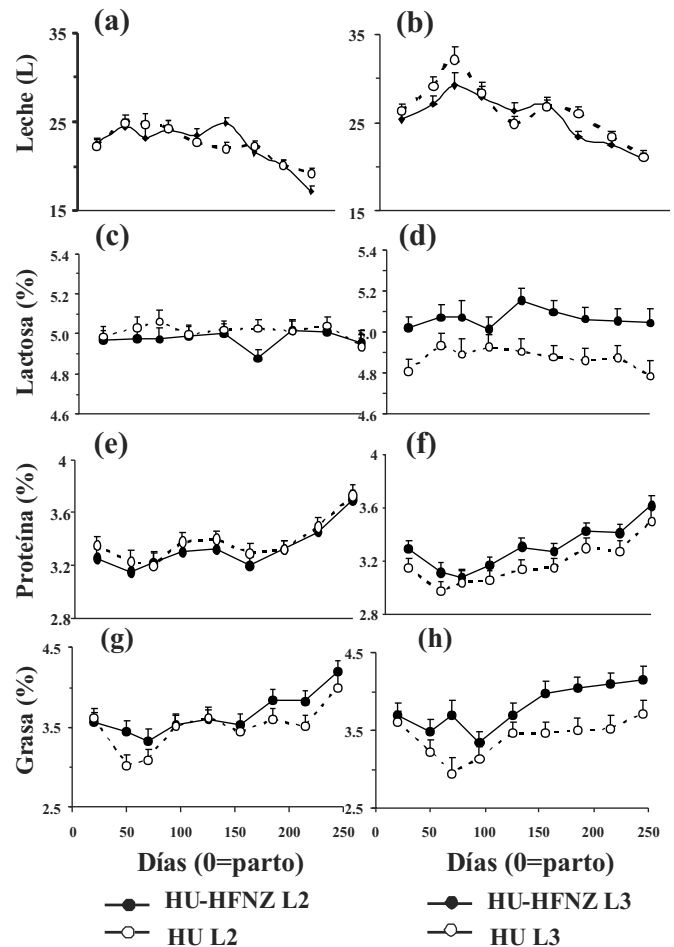 (a) (b)
Leche (L)
35 35
25 25
15 15
(c) (d)
Lactosa (%)
5.4 5.4
5.2 5.2
5.0 5.0
4.8 4.8
4.6 4.6
(e) (f)
Proteína (%)
4 4
3.6 3.6
3.2 3.2
2.8 2.8
(g) (h)
Grasa (%)
4.5 4.5
3.5 3.5
2.5 2.5
0 50 100 150 200 250 0 50 100 150 200 250
Días (0=parto) Días (0=parto)
HU-HFNZ L2 HU-HFNZ L3
HU L2 HU L3